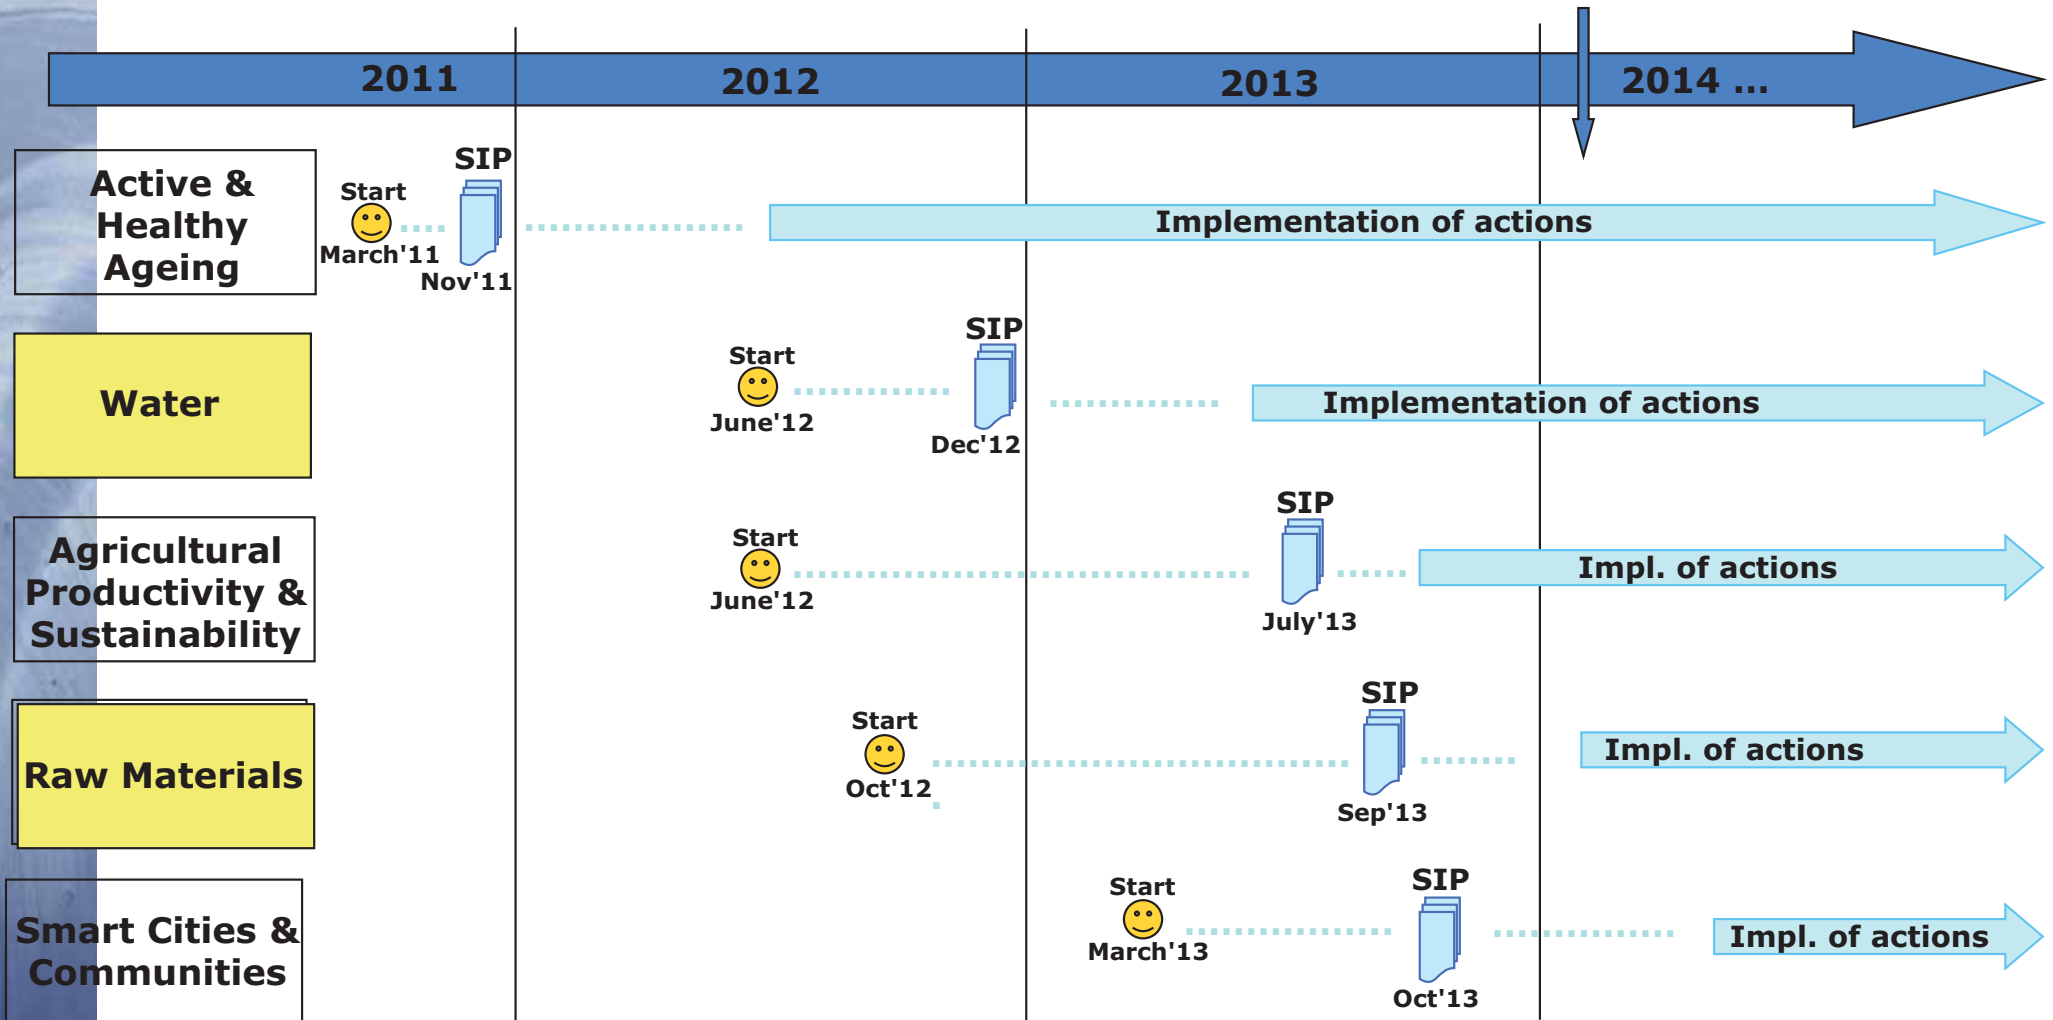 2011
2012
2013
2014 ...
Active &
Healthy
Ageing
Start
March'11
SIP
Nov'11
Implementation of actions
Water
Start
June'12
SIP
Dec'12
Implementation of actions
Agricultural
Productivity &
Sustainability
Start
June'12
SIP
July'13
Impl. of actions
Raw Materials
Start
Oct'12
SIP
Sep'13
Impl. of actions
Smart Cities &
Communities
Start
March'13
SIP
Oct'13
Impl. of actions